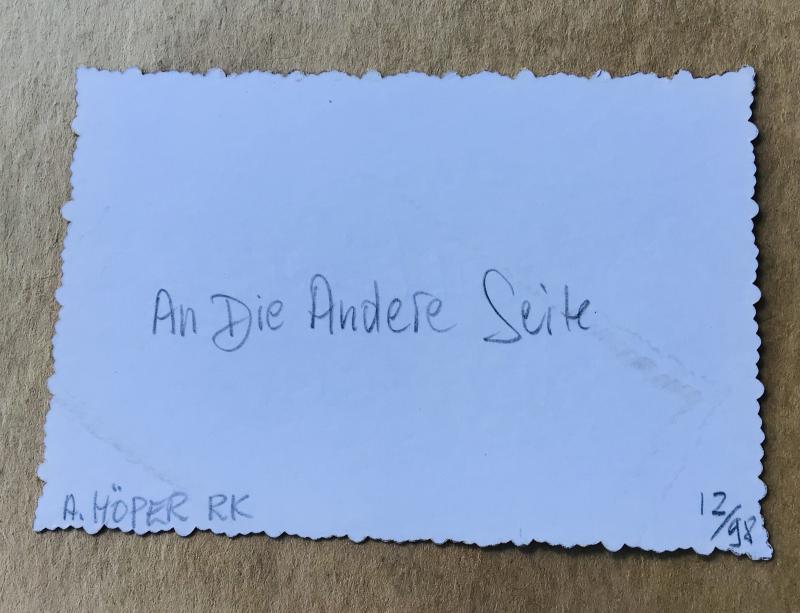 An Die Andere Seite
A. HÖPER RK
12/98